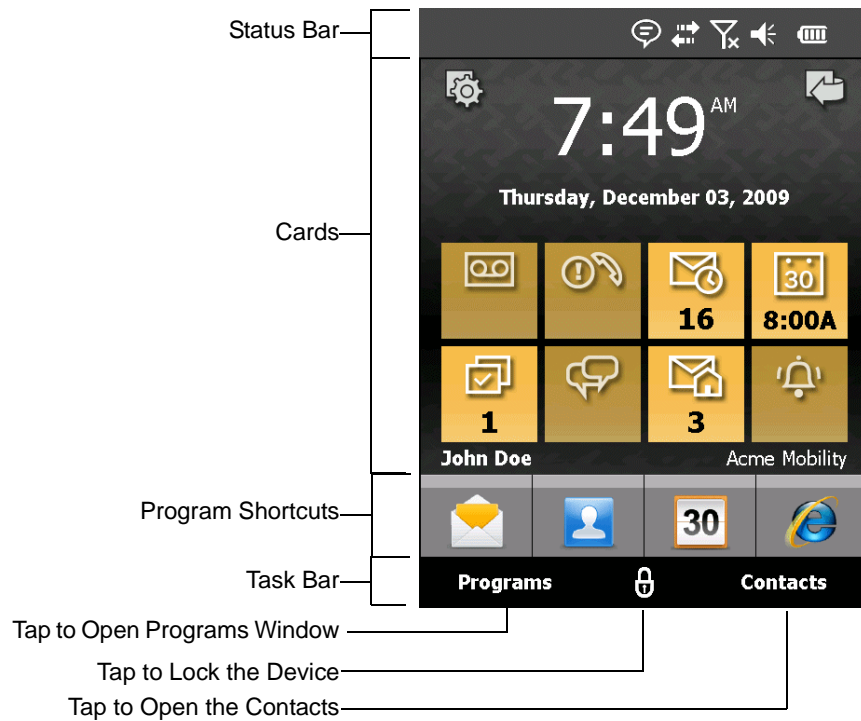 Status Bar
Cards
7:49 AM
Thursday, December 03, 2009
30
16 8:00A
1 3
John Doe Acme Mobility
Program Shortcuts
30
Task Bar
Programs Contacts
Tap to Open Programs Window
Tap to Lock the Device
Tap to Open the Contacts